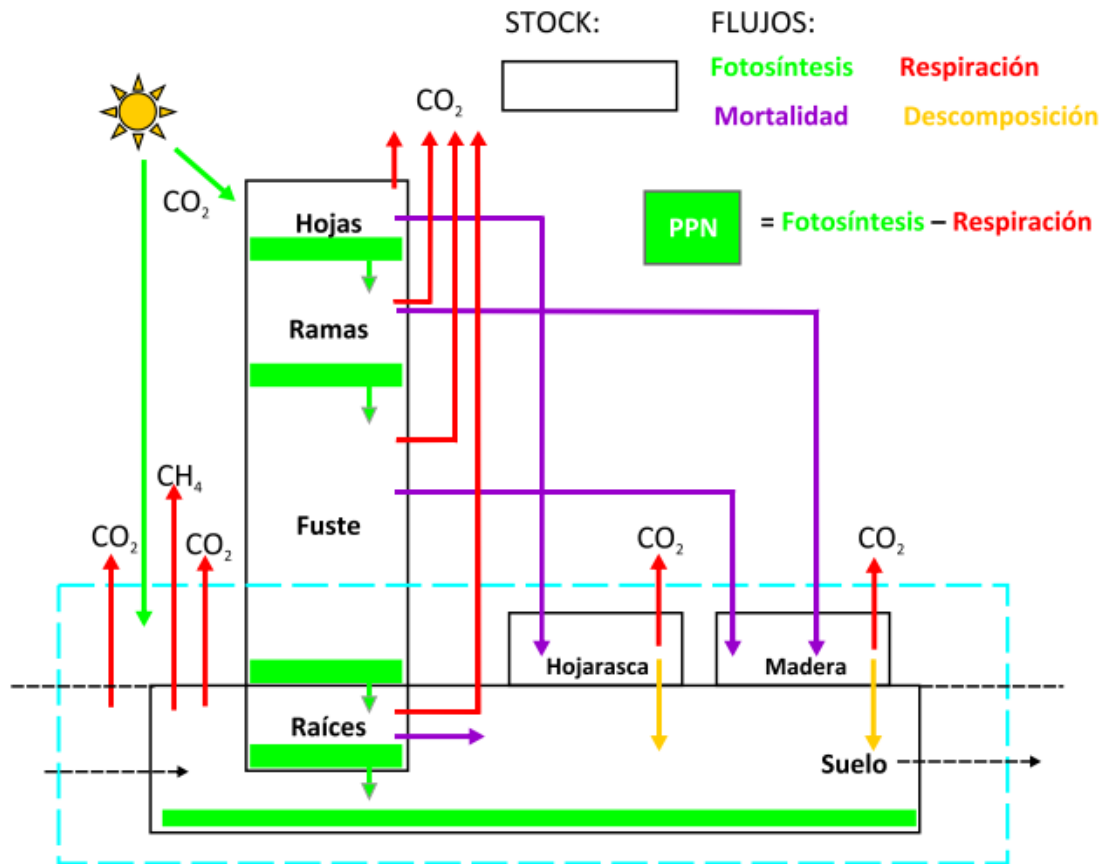 STOCK: FLUJOS:
Fotosíntesis Respiración
Mortalidad Descomposición
CO₂
CO₂
PPN = Fotosíntesis – Respiración
Hojas
Ramas
CH₄
Fuste
CO₂ CO₂ CO₂ CO₂
Hojarasca Madera
Raíces
Suelo